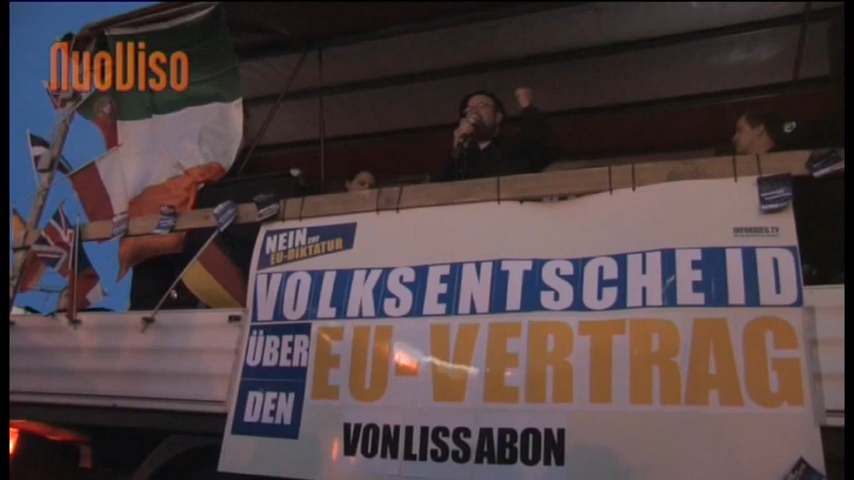 NuoViso
NEIN zur
EU-DIKTATUR
INFOKRIEG.TV
VOLKSENTSCHEID
ÜBER
DEN
EU-VERTRAG
VON LISSABON